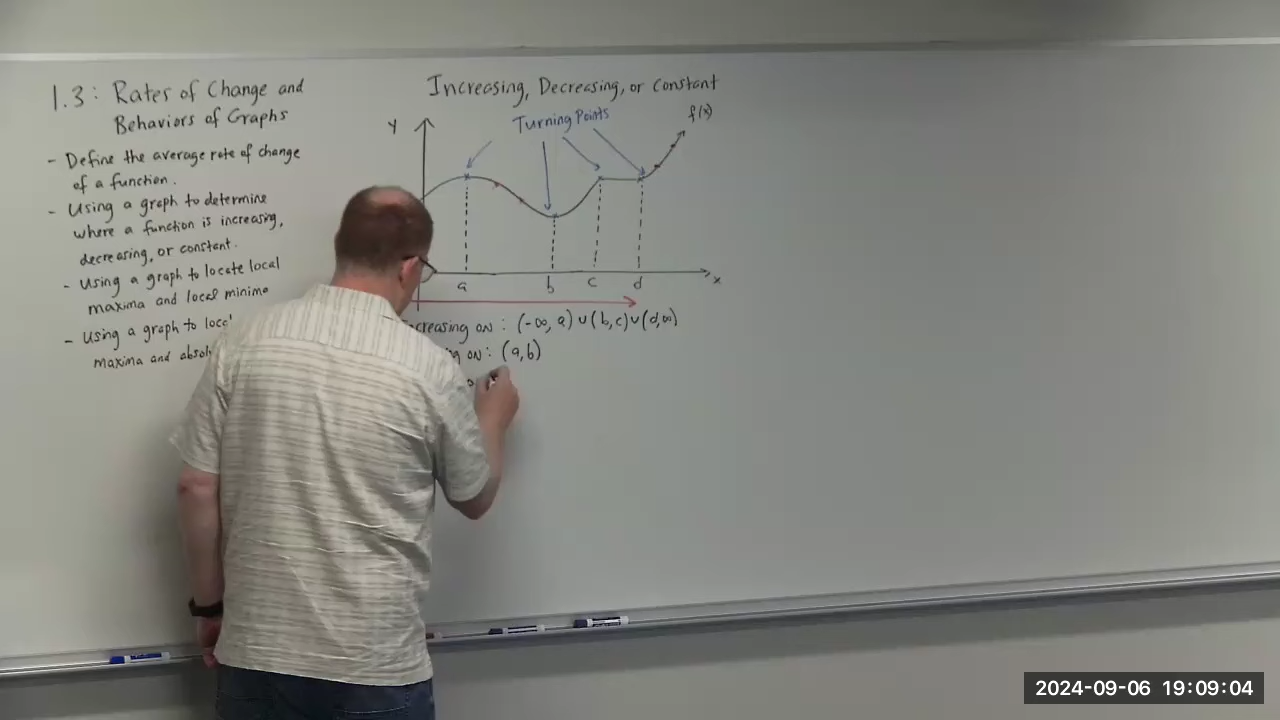 1.3: Rates of Change and
Behaviors of Graphs
- Define the average rate of change
of a function.
- Using a graph to determine
where a function is increasing,
decreasing, or constant.
- Using a graph to locate local
maxima and local minima
- Using a graph to
maxima and
Increasing, Decreasing, or Constant
Turning Points
f(x)
y
a b c d
x
on: (-∞, a) ∪ (b, c) ∪ (d, ∞)
on: (a, b)
2024-09-06 19:09:04